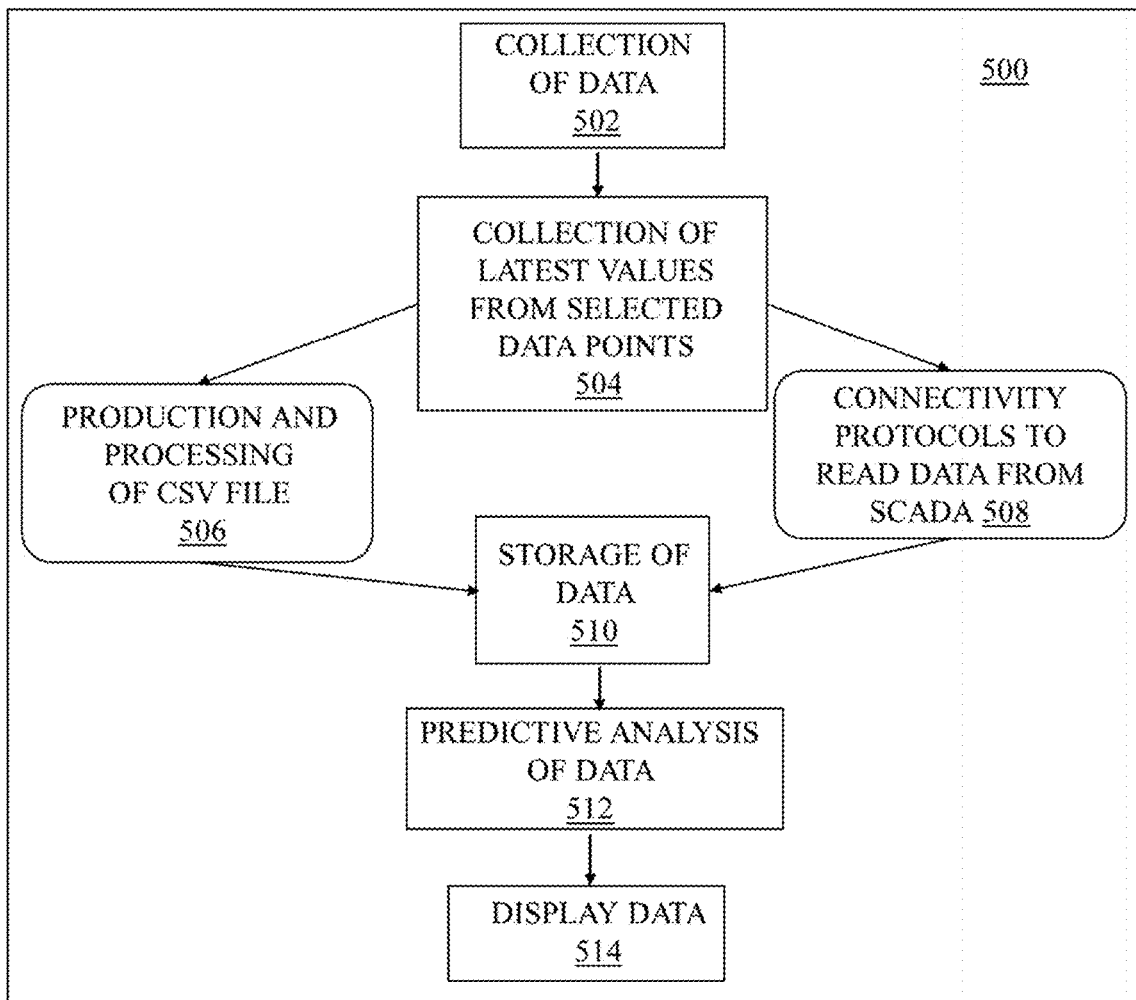 COLLECTION
OF DATA
502
500
COLLECTION OF
LATEST VALUES
FROM SELECTED
DATA POINTS
504
PRODUCTION AND
PROCESSING
OF CSV FILE
506
CONNECTIVITY
PROTOCOLS TO
READ DATA FROM
SCADA 508
STORAGE OF
DATA
510
PREDICTIVE ANALYSIS
OF DATA
512
DISPLAY DATA
514